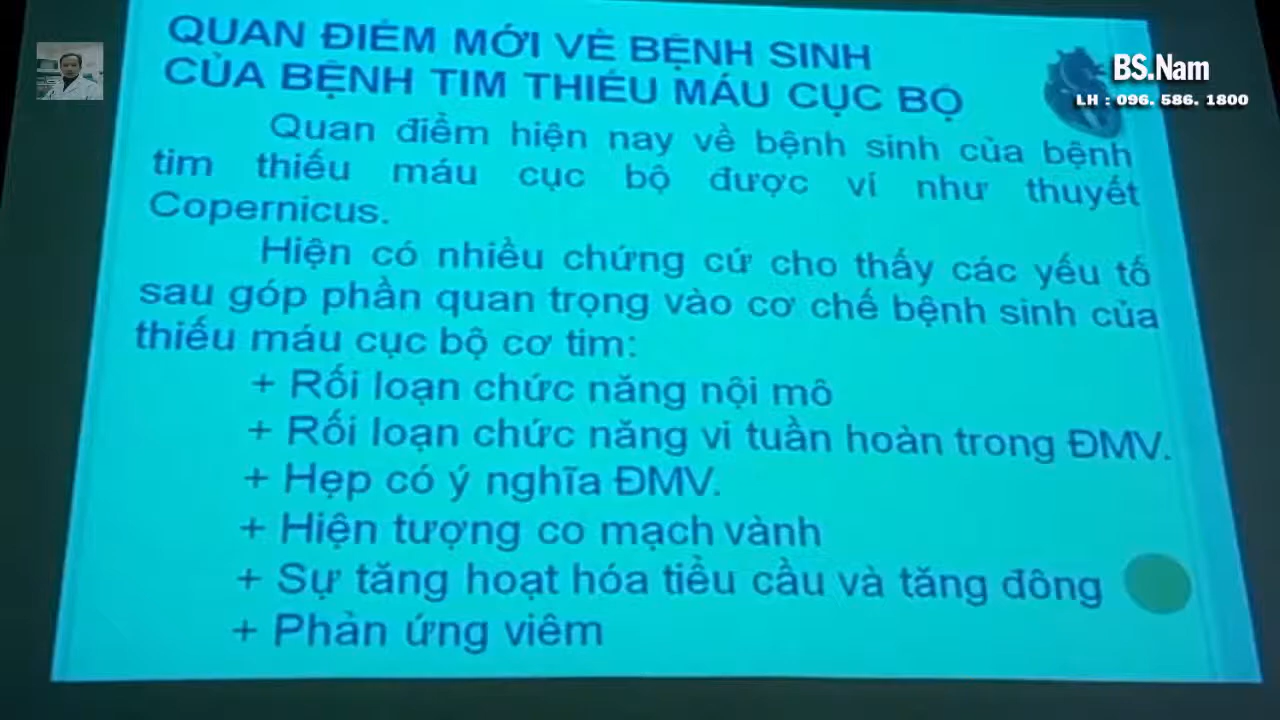 QUAN ĐIỂM MỚI VỀ BỆNH SINH
CỦA BỆNH TIM THIẾU MÁU CỤC BỘ
BS.Nam
LH : 096. 586. 1800
Quan điểm hiện nay về bệnh sinh của bệnh
tim thiếu máu cục bộ được ví như thuyết
Copernicus.
Hiện có nhiều chứng cứ cho thấy các yếu tố
sau góp phần quan trọng vào cơ chế bệnh sinh của
thiếu máu cục bộ cơ tim:
+ Rối loạn chức năng nội mô
+ Rối loạn chức năng vi tuần hoàn trong ĐMV.
+ Hẹp có ý nghĩa ĐMV.
+ Hiện tượng co mạch vành
+ Sự tăng hoạt hóa tiểu cầu và tăng đông
+ Phản ứng viêm